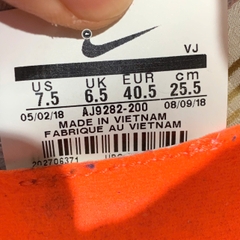 VJ
US UK EUR cm
7.5 6.5 40.5 25.5
05/02/18 AJ9282-200 08/09/18
MADE IN VIETNAM
FABRIQUE AU VIETNAM